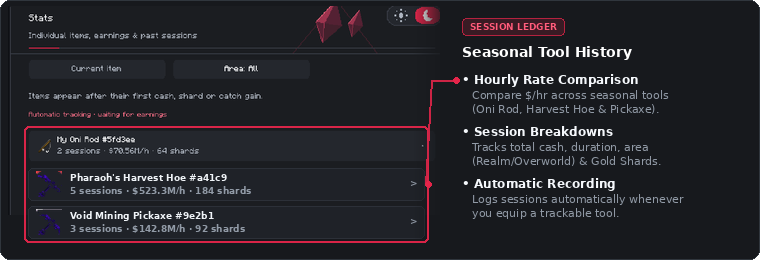 Stats
Individual items, earnings & past sessions
Current item
Area: All
Items appear after their first cash, shard or catch gain.
Automatic tracking · waiting for earnings
My Oni Rod #5fd3ee
2 sessions · $70.56M/h · 64 shards
Pharaoh's Harvest Hoe #a41c9
5 sessions · $523.3M/h · 184 shards
>
Void Mining Pickaxe #9e2b1
3 sessions · $142.8M/h · 92 shards
>
SESSION LEDGER
Seasonal Tool History
• Hourly Rate Comparison
Compare $/hr across seasonal tools
(Oni Rod, Harvest Hoe & Pickaxe).
• Session Breakdowns
Tracks total cash, duration, area
(Realm/Overworld) & Gold Shards.
• Automatic Recording
Logs sessions automatically whenever
you equip a trackable tool.